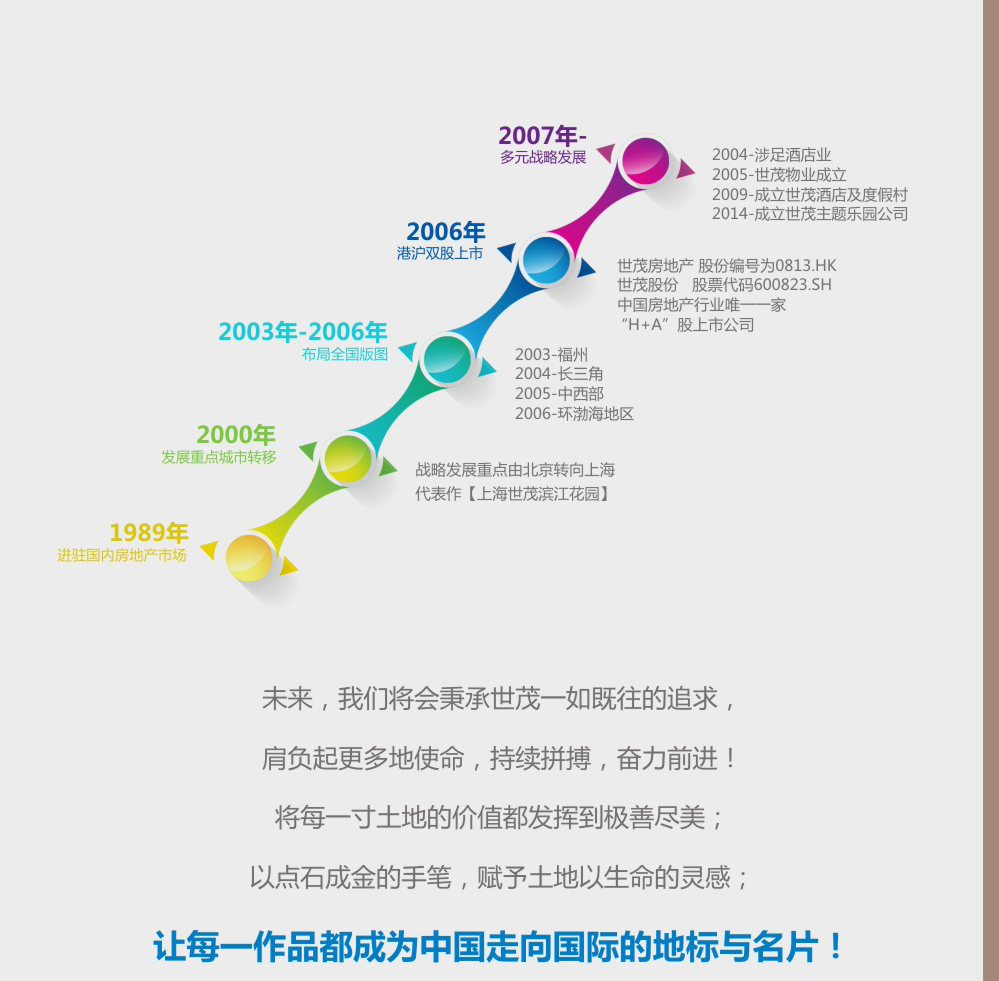 2007年-
多元战略发展
2004-涉足酒店业
2005-世茂物业成立
2009-成立世茂酒店及度假村
2014-成立世茂主题乐园公司
2006年
港沪双股上市
世茂房地产 股份编号为0813.HK
世茂股份 股票代码600823.SH
中国房地产行业唯一一家
“H+A”股上市公司
2003年-2006年
布局全国版图
2003-福州
2004-长三角
2005-中西部
2006-环渤海地区
2000年
发展重点城市转移
战略发展重点由北京转向上海
代表作【上海世茂滨江花园】
1989年
进驻国内房地产市场
未来，我们将会秉承世茂一如既往的追求，
肩负起更多地使命，持续拼搏，奋力前进！
将每一寸土地的价值都发挥到极善尽美；
以点石成金的手笔，赋予土地以生命的灵感；
让每一作品都成为中国走向国际的地标与名片！